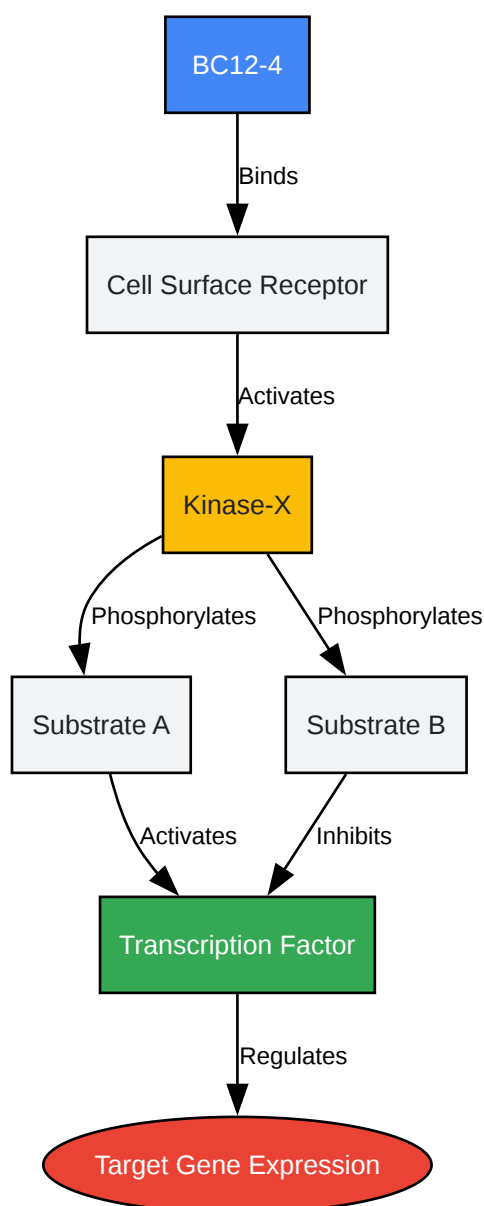 BC12-4
Binds
Cell Surface Receptor
Activates
Kinase-X
Phosphorylates
Phosphorylates
Substrate A
Substrate B
Activates
Inhibits
Transcription Factor
Regulates
Target Gene Expression